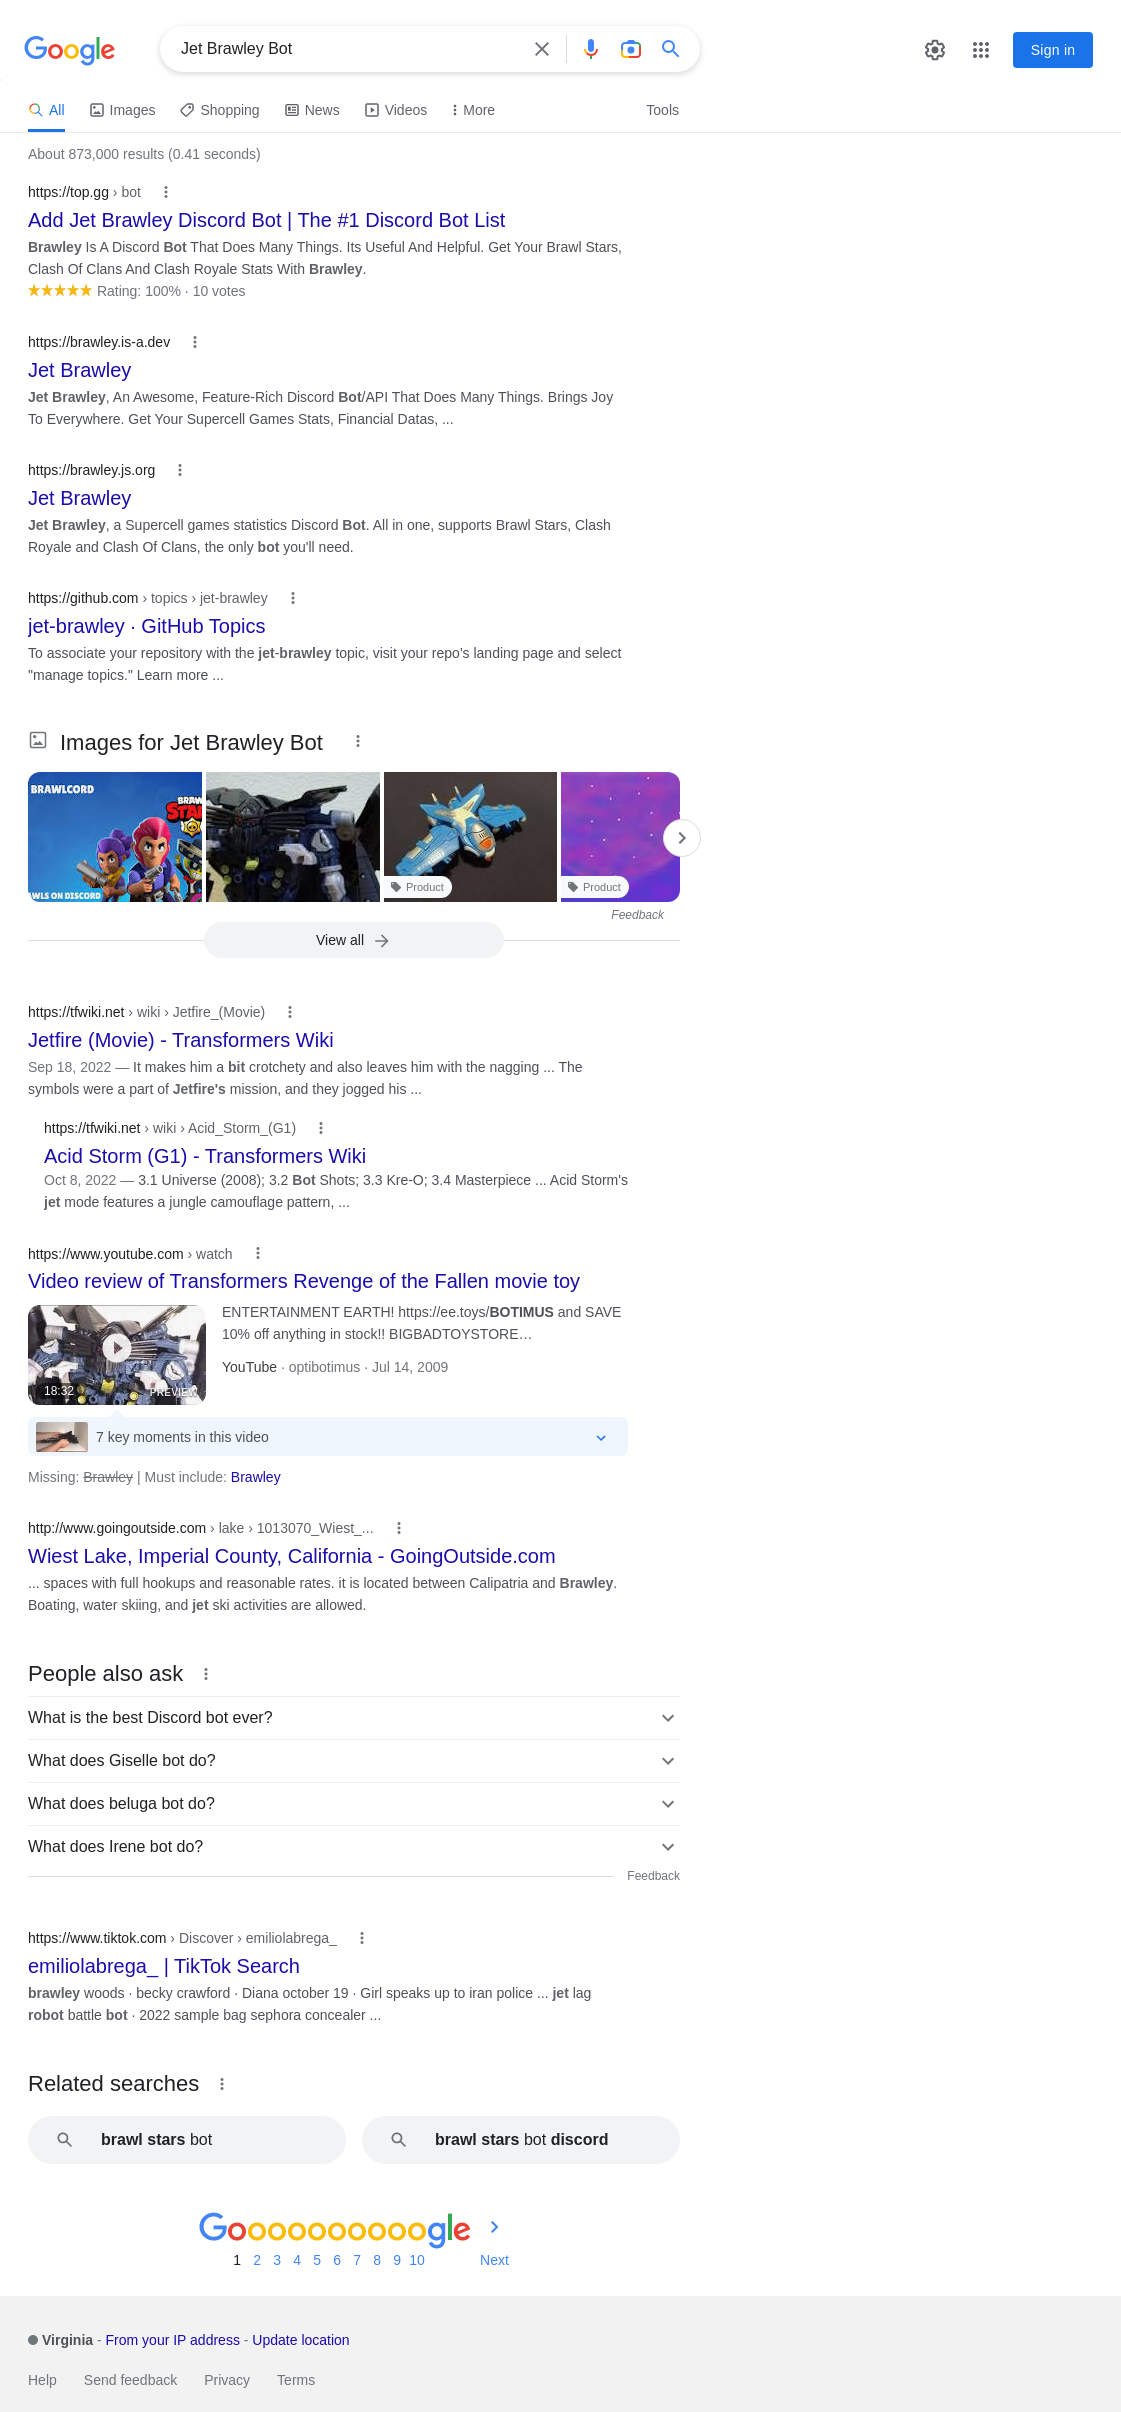 Google
Jet Brawley Bot
Sign in
All
Images
Shopping
News
Videos
More
Tools
About 873,000 results (0.41 seconds)
https://top.gg › bot
Add Jet Brawley Discord Bot | The #1 Discord Bot List
Brawley Is A Discord Bot That Does Many Things. Its Useful And Helpful. Get Your Brawl Stars,
Clash Of Clans And Clash Royale Stats With Brawley.
Rating: 100% · 10 votes
https://brawley.is-a.dev
Jet Brawley
Jet Brawley, An Awesome, Feature-Rich Discord Bot/API That Does Many Things. Brings Joy
To Everywhere. Get Your Supercell Games Stats, Financial Datas, ...
https://brawley.js.org
Jet Brawley
Jet Brawley, a Supercell games statistics Discord Bot. All in one, supports Brawl Stars, Clash
Royale and Clash Of Clans, the only bot you'll need.
https://github.com › topics › jet-brawley
jet-brawley · GitHub Topics
To associate your repository with the jet-brawley topic, visit your repo's landing page and select
"manage topics." Learn more ...
Images for Jet Brawley Bot
BRAWLCORD
BRAW
STA
AWLS ON DISCORD
Product
Product
Feedback
View all
https://tfwiki.net › wiki › Jetfire_(Movie)
Jetfire (Movie) - Transformers Wiki
Sep 18, 2022 — It makes him a bit crotchety and also leaves him with the nagging ... The
symbols were a part of Jetfire's mission, and they jogged his ...
https://tfwiki.net › wiki › Acid_Storm_(G1)
Acid Storm (G1) - Transformers Wiki
Oct 8, 2022 — 3.1 Universe (2008); 3.2 Bot Shots; 3.3 Kre-O; 3.4 Masterpiece ... Acid Storm's
jet mode features a jungle camouflage pattern, ...
https://www.youtube.com › watch
Video review of Transformers Revenge of the Fallen movie toy
ENTERTAINMENT EARTH! https://ee.toys/BOTIMUS and SAVE
10% off anything in stock!! BIGBADTOYSTORE…
YouTube · optibotimus · Jul 14, 2009
18:32
PREVIEW
7 key moments in this video
Missing: Brawley | Must include: Brawley
http://www.goingoutside.com › lake › 1013070_Wiest_...
Wiest Lake, Imperial County, California - GoingOutside.com
... spaces with full hookups and reasonable rates. it is located between Calipatria and Brawley.
Boating, water skiing, and jet ski activities are allowed.
People also ask
What is the best Discord bot ever?
What does Giselle bot do?
What does beluga bot do?
What does Irene bot do?
Feedback
https://www.tiktok.com › Discover › emiliolabrega_
emiliolabrega_ | TikTok Search
brawley woods · becky crawford · Diana october 19 · Girl speaks up to iran police ... jet lag
robot battle bot · 2022 sample bag sephora concealer ...
Related searches
brawl stars bot
brawl stars bot discord
Goooooooooogle
1 2 3 4 5 6 7 8 9 10 Next
Virginia - From your IP address - Update location
Help
Send feedback
Privacy
Terms